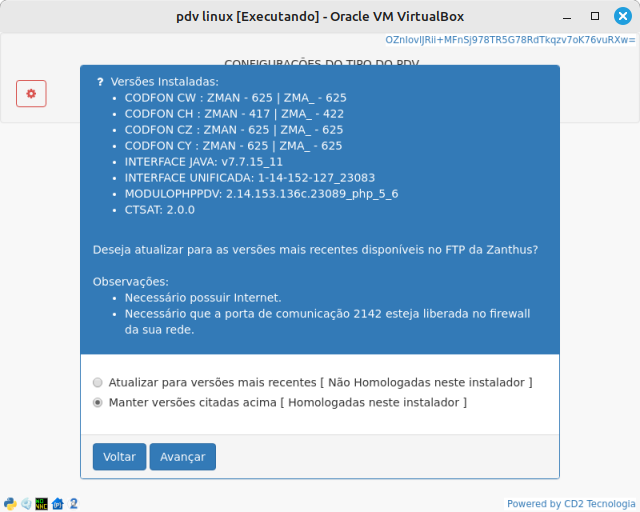 pdv linux [Executando] - Oracle VM VirtualBox
OZnIovIJRii+MFnSj978TR5G78RdTkqzv7oK76vuRXw=
CONFIGURAÇÕES DO TIPO DO PDV
? Versões Instaladas:
• CODFON CW : ZMAN - 625 | ZMA_ - 625
• CODFON CH : ZMAN - 417 | ZMA_ - 422
• CODFON CZ : ZMAN - 625 | ZMA_ - 625
• CODFON CY : ZMAN - 625 | ZMA_ - 625
• INTERFACE JAVA: v7.7.15_11
• INTERFACE UNIFICADA: 1-14-152-127_23083
• MODULOPHPPDV: 2.14.153.136c.23089_php_5_6
• CTSAT: 2.0.0
Deseja atualizar para as versões mais recentes disponíveis no FTP da Zanthus?
Observações:
• Necessário possuir Internet.
• Necessário que a porta de comunicação 2142 esteja liberada no firewall
da sua rede.
Atualizar para versões mais recentes [ Não Homologadas neste instalador ]
Manter versões citadas acima [ Homologadas neste instalador ]
Voltar
Avançar
Powered by CD2 Tecnologia